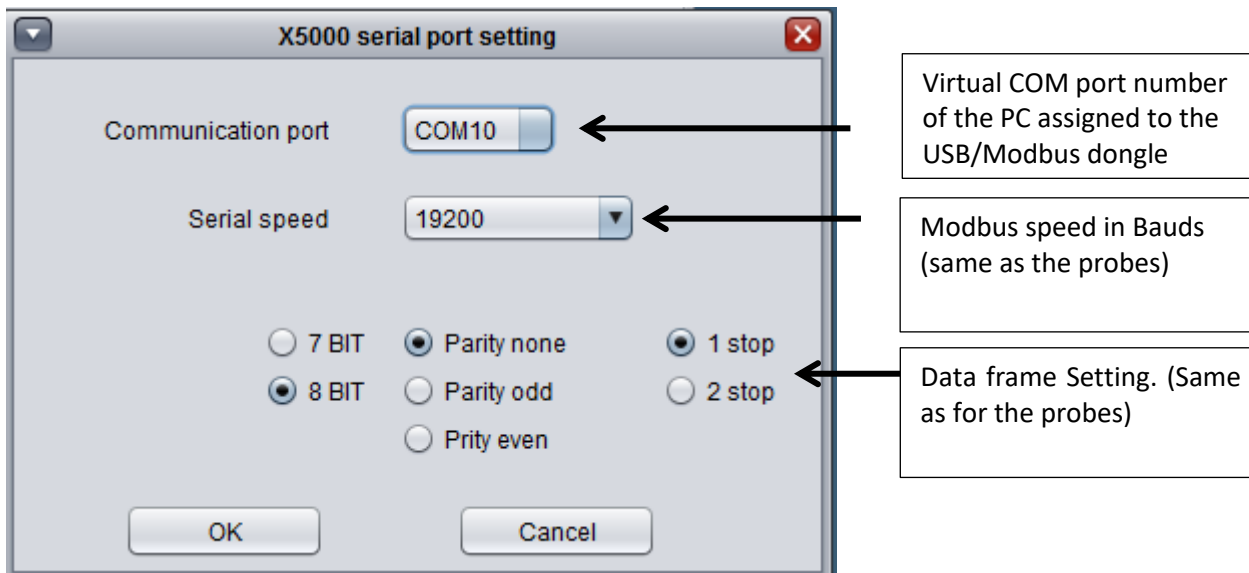 X5000 serial port setting
Communication port COM10
Serial speed 19200
7 BIT Parity none 1 stop
8 BIT Parity odd 2 stop
Prity even
OK Cancel
Virtual COM port number
of the PC assigned to the
USB/Modbus dongle
Modbus speed in Bauds
(same as the probes)
Data frame Setting. (Same
as for the probes)